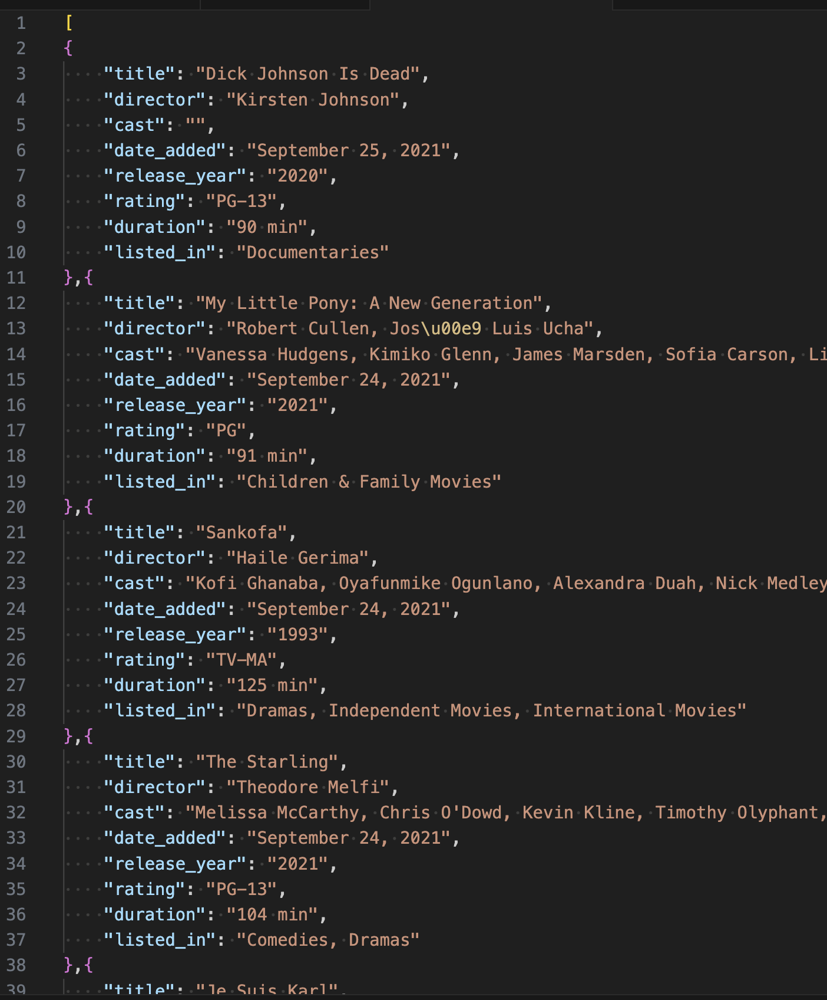 1 [
2 {
3 "title": "Dick Johnson Is Dead",
4 "director": "Kirsten Johnson",
5 "cast": "",
6 "date_added": "September 25, 2021",
7 "release_year": "2020",
8 "rating": "PG-13",
9 "duration": "90 min",
10 "listed_in": "Documentaries"
11 },{
12 "title": "My Little Pony: A New Generation",
13 "director": "Robert Cullen, Jos\u00e9 Luis Ucha",
14 "cast": "Vanessa Hudgens, Kimiko Glenn, James Marsden, Sofia Carson, Li
15 "date_added": "September 24, 2021",
16 "release_year": "2021",
17 "rating": "PG",
18 "duration": "91 min",
19 "listed_in": "Children & Family Movies"
20 },{
21 "title": "Sankofa",
22 "director": "Haile Gerima",
23 "cast": "Kofi Ghanaba, Oyafunmike Ogunlano, Alexandra Duah, Nick Medley
24 "date_added": "September 24, 2021",
25 "release_year": "1993",
26 "rating": "TV-MA",
27 "duration": "125 min",
28 "listed_in": "Dramas, Independent Movies, International Movies"
29 },{
30 "title": "The Starling",
31 "director": "Theodore Melfi",
32 "cast": "Melissa McCarthy, Chris O'Dowd, Kevin Kline, Timothy Olyphant,
33 "date_added": "September 24, 2021",
34 "release_year": "2021",
35 "rating": "PG-13",
36 "duration": "104 min",
37 "listed_in": "Comedies, Dramas"
38 },{
39 "title": "Je Suis Karl",